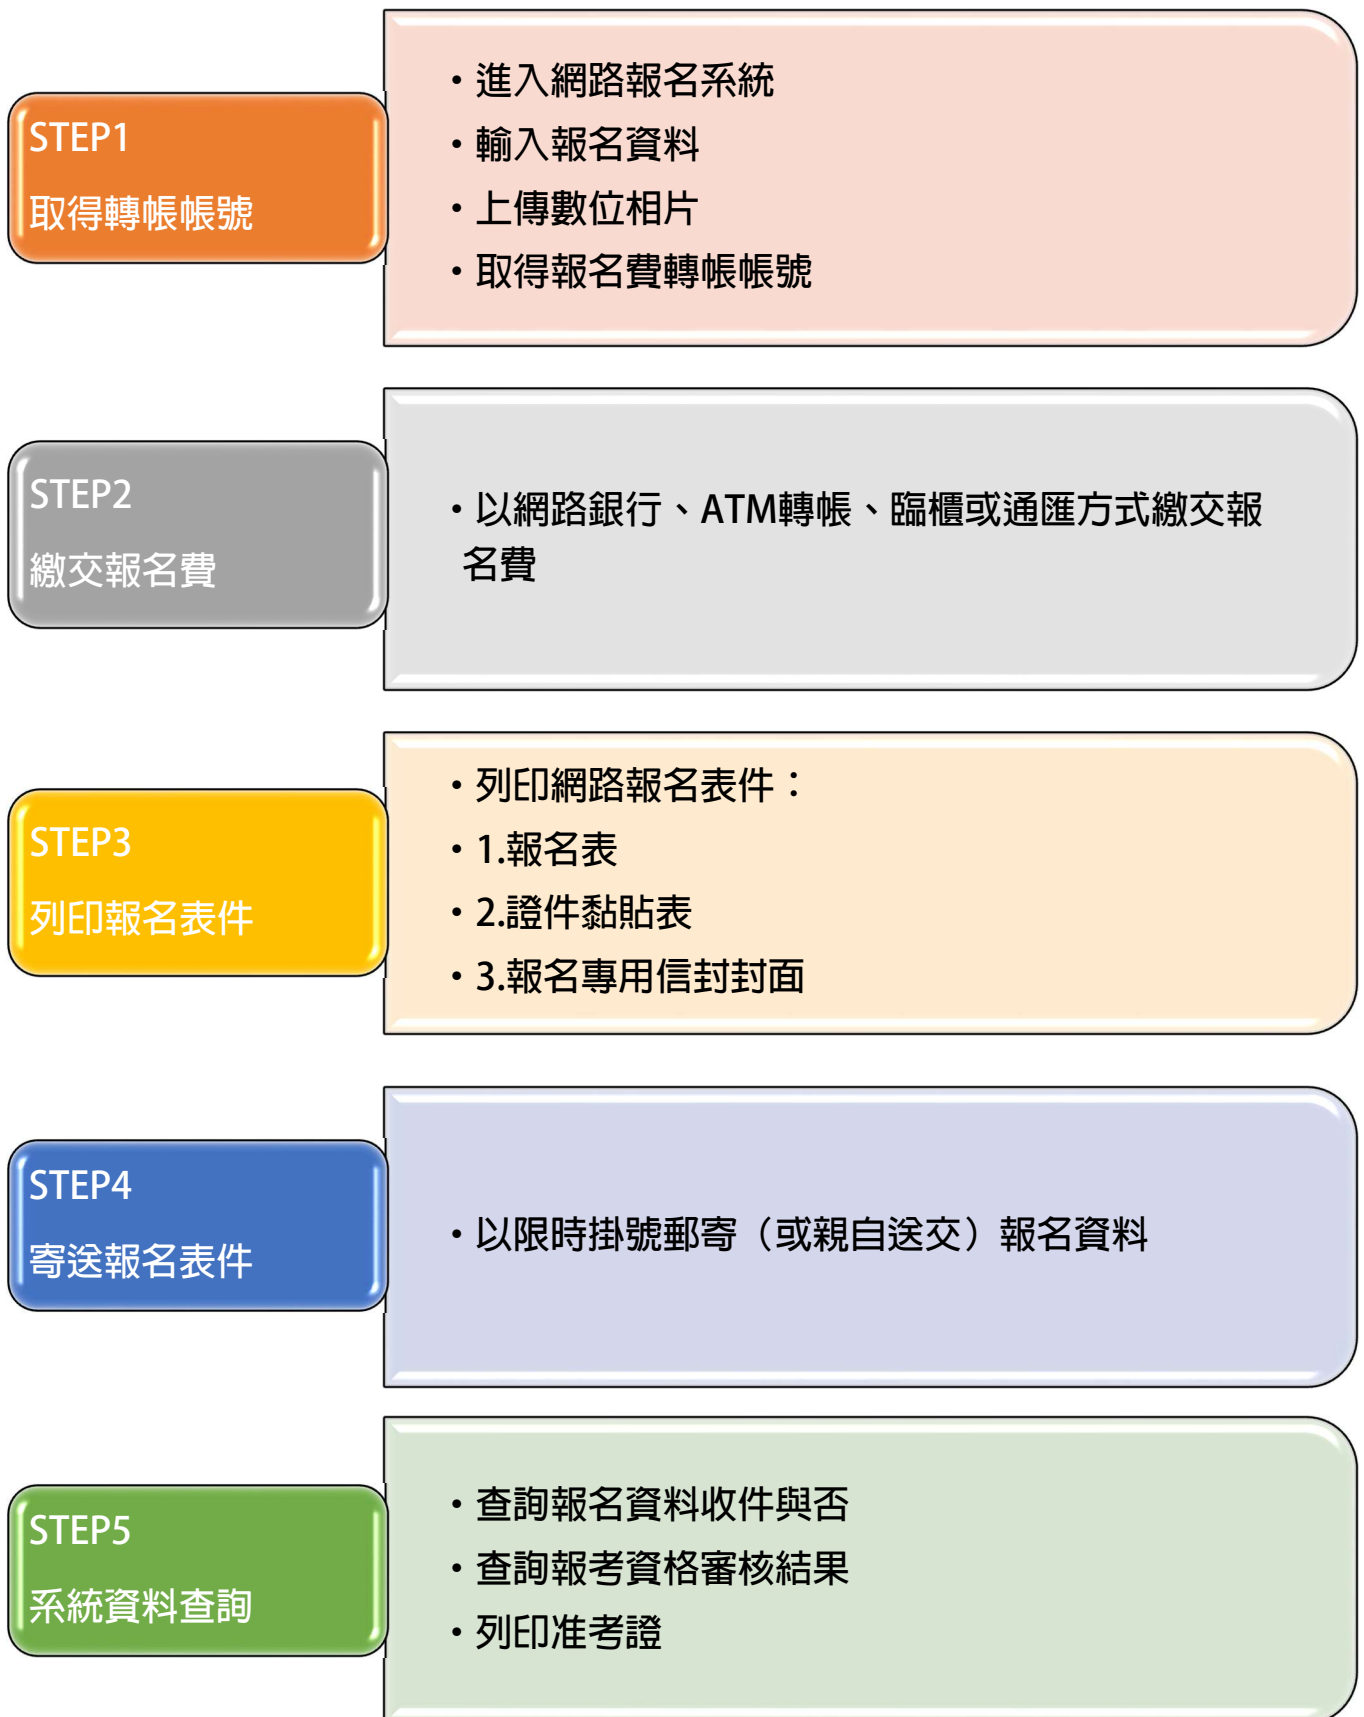 STEP1
取得轉帳帳號
・進入網路報名系統
・輸入報名資料
・上傳數位相片
・取得報名費轉帳帳號
STEP2
繳交報名費
・以網路銀行、ATM轉帳、臨櫃或通匯方式繳交報
名費
STEP3
列印報名表件
・列印網路報名表件：
・1.報名表
・2.證件黏貼表
・3.報名專用信封封面
STEP4
寄送報名表件
・以限時掛號郵寄（或親自送交）報名資料
STEP5
系統資料查詢
・查詢報名資料收件與否
・查詢報考資格審核結果
・列印准考證